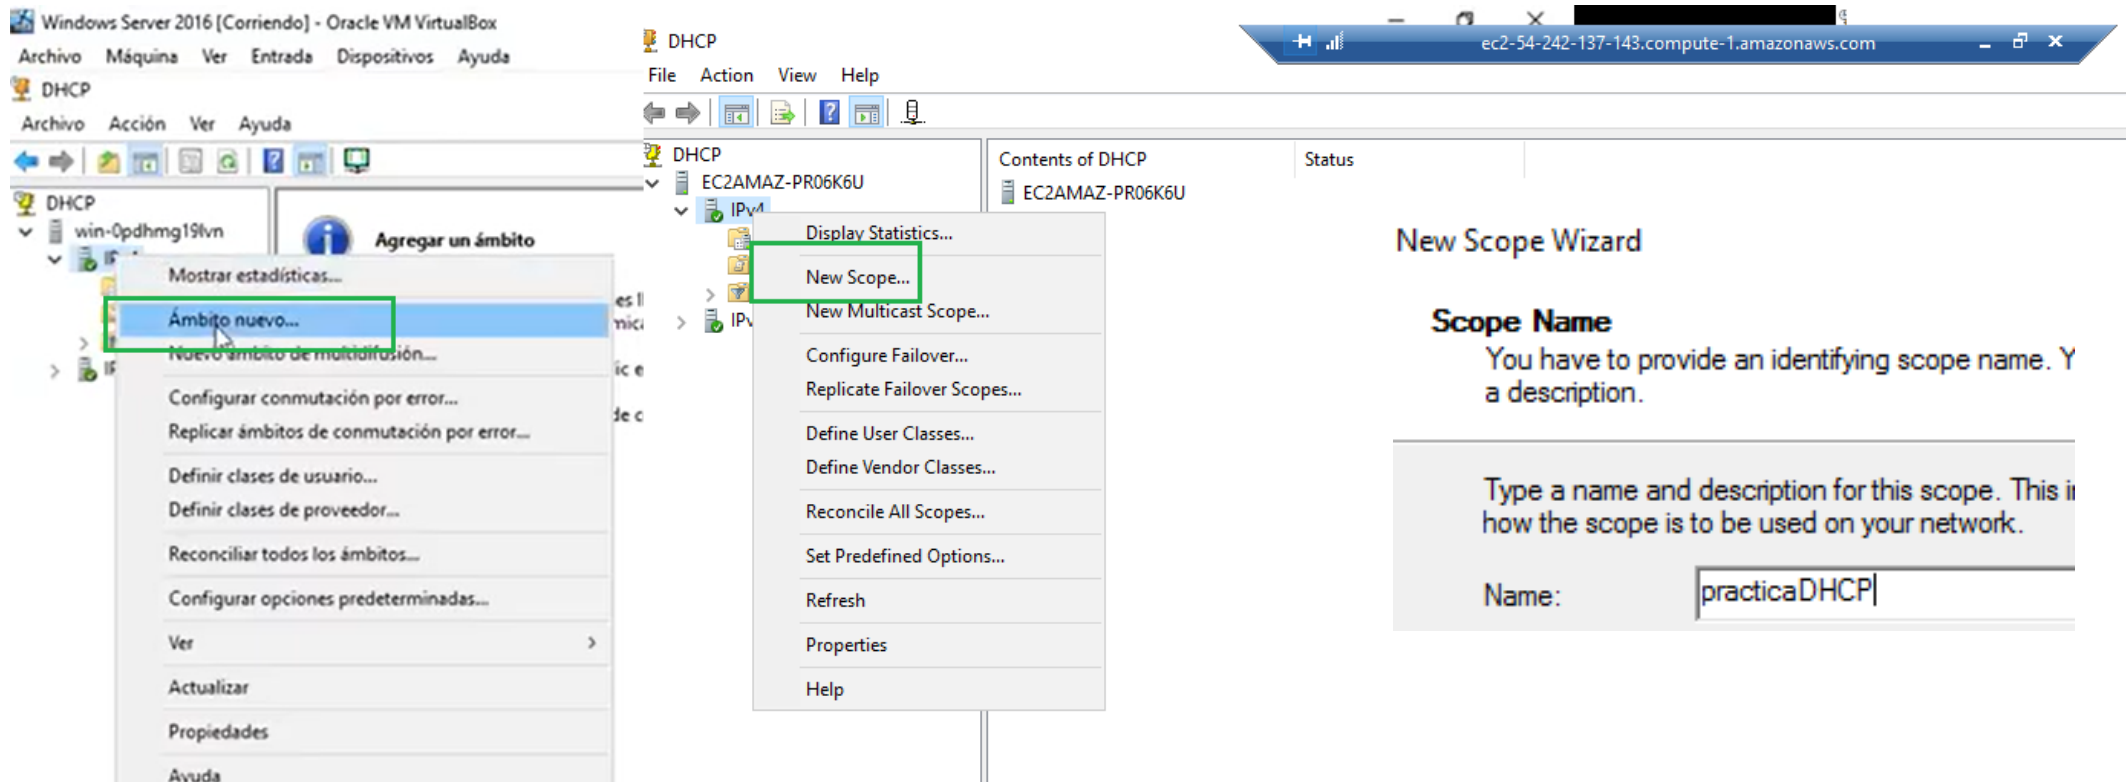 Windows Server 2016 [Corriendo] - Oracle VM VirtualBox
Archivo Máquina Ver Entrada Dispositivos Ayuda
DHCP
Archivo Acción Ver Ayuda
DHCP
win-0pdhmg19lvn
Agregar un ámbito
Mostrar estadísticas...
Ámbito nuevo...
Nuevo ámbito de multidifusión...
Configurar conmutación por error...
Replicar ámbitos de conmutación por error...
Definir clases de usuario...
Definir clases de proveedor...
Reconciliar todos los ámbitos...
Configurar opciones predeterminadas...
Ver
Actualizar
Propiedades
Ayuda
es
ic e
de c
DHCP
File Action View Help
DHCP
EC2AMAZ-PR06K6U
IPv4
IPv
Contents of DHCP Status
EC2AMAZ-PR06K6U
Display Statistics...
New Scope...
New Multicast Scope...
Configure Failover...
Replicate Failover Scopes...
Define User Classes...
Define Vendor Classes...
Reconcile All Scopes...
Set Predefined Options...
Refresh
Properties
Help
ec2-54-242-137-143.compute-1.amazonaws.com
New Scope Wizard
Scope Name
You have to provide an identifying scope name. Y
a description.
Type a name and description for this scope. This i
how the scope is to be used on your network.
Name: practicaDHCP